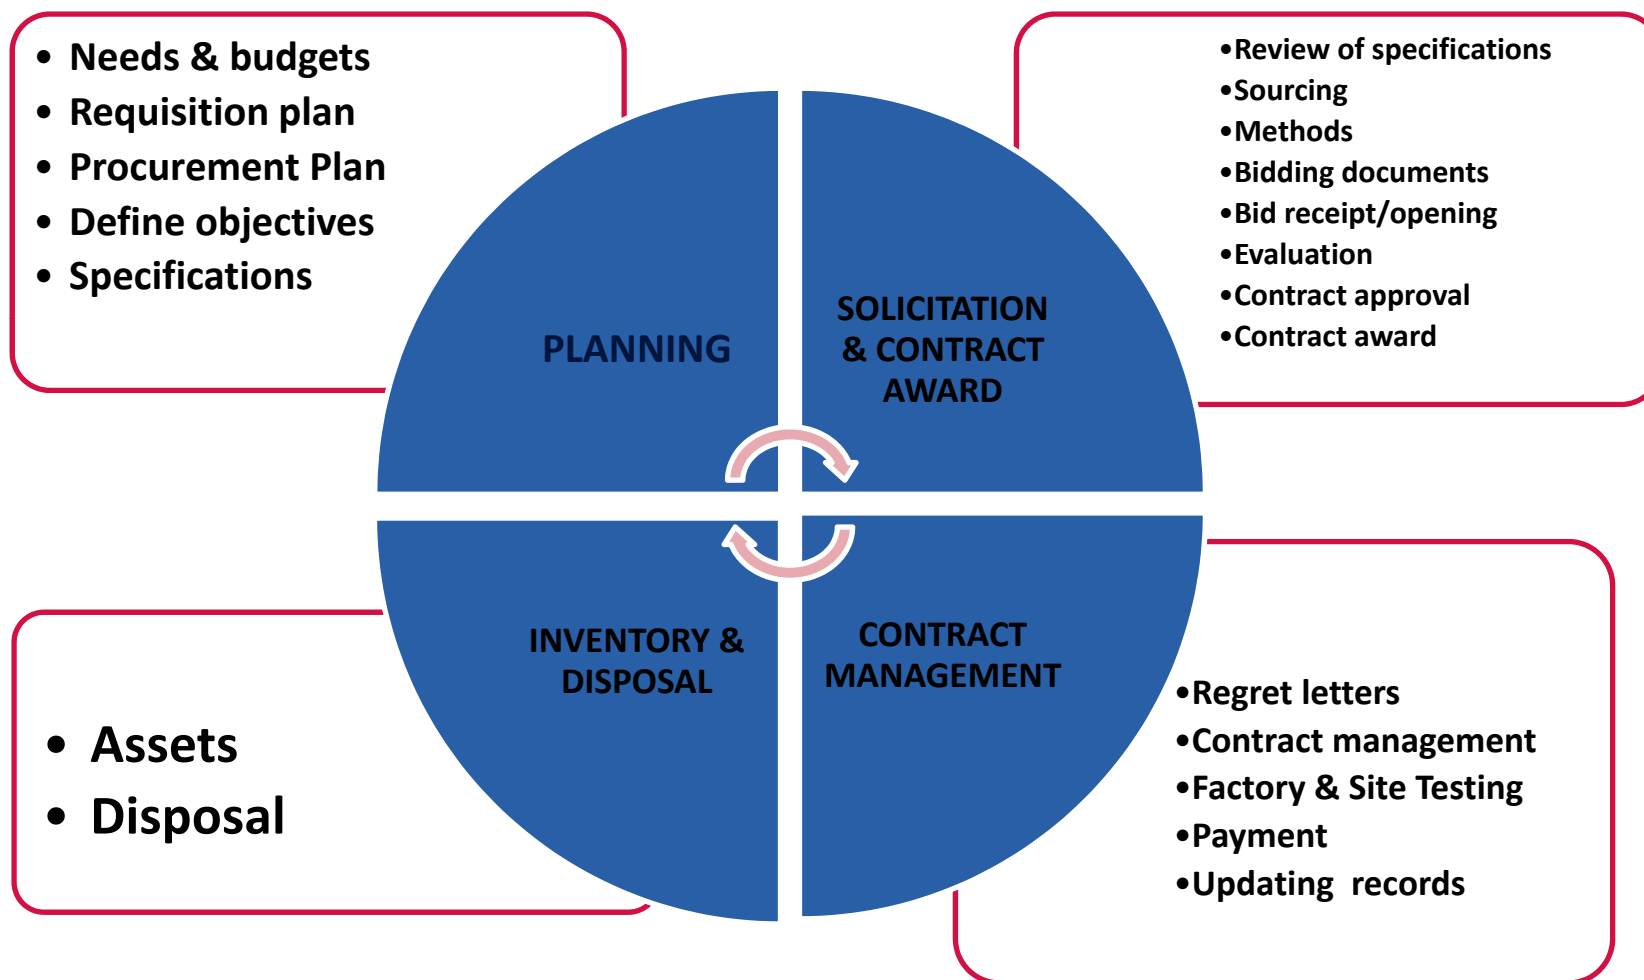 • Needs & budgets
• Requisition plan
• Procurement Plan
• Define objectives
• Specifications
•Review of specifications
•Sourcing
•Methods
•Bidding documents
•Bid receipt/opening
•Evaluation
•Contract approval
•Contract award
PLANNING
SOLICITATION
& CONTRACT
AWARD
INVENTORY &
DISPOSAL
CONTRACT
MANAGEMENT
• Assets
• Disposal
•Regret letters
•Contract management
•Factory & Site Testing
•Payment
•Updating  records